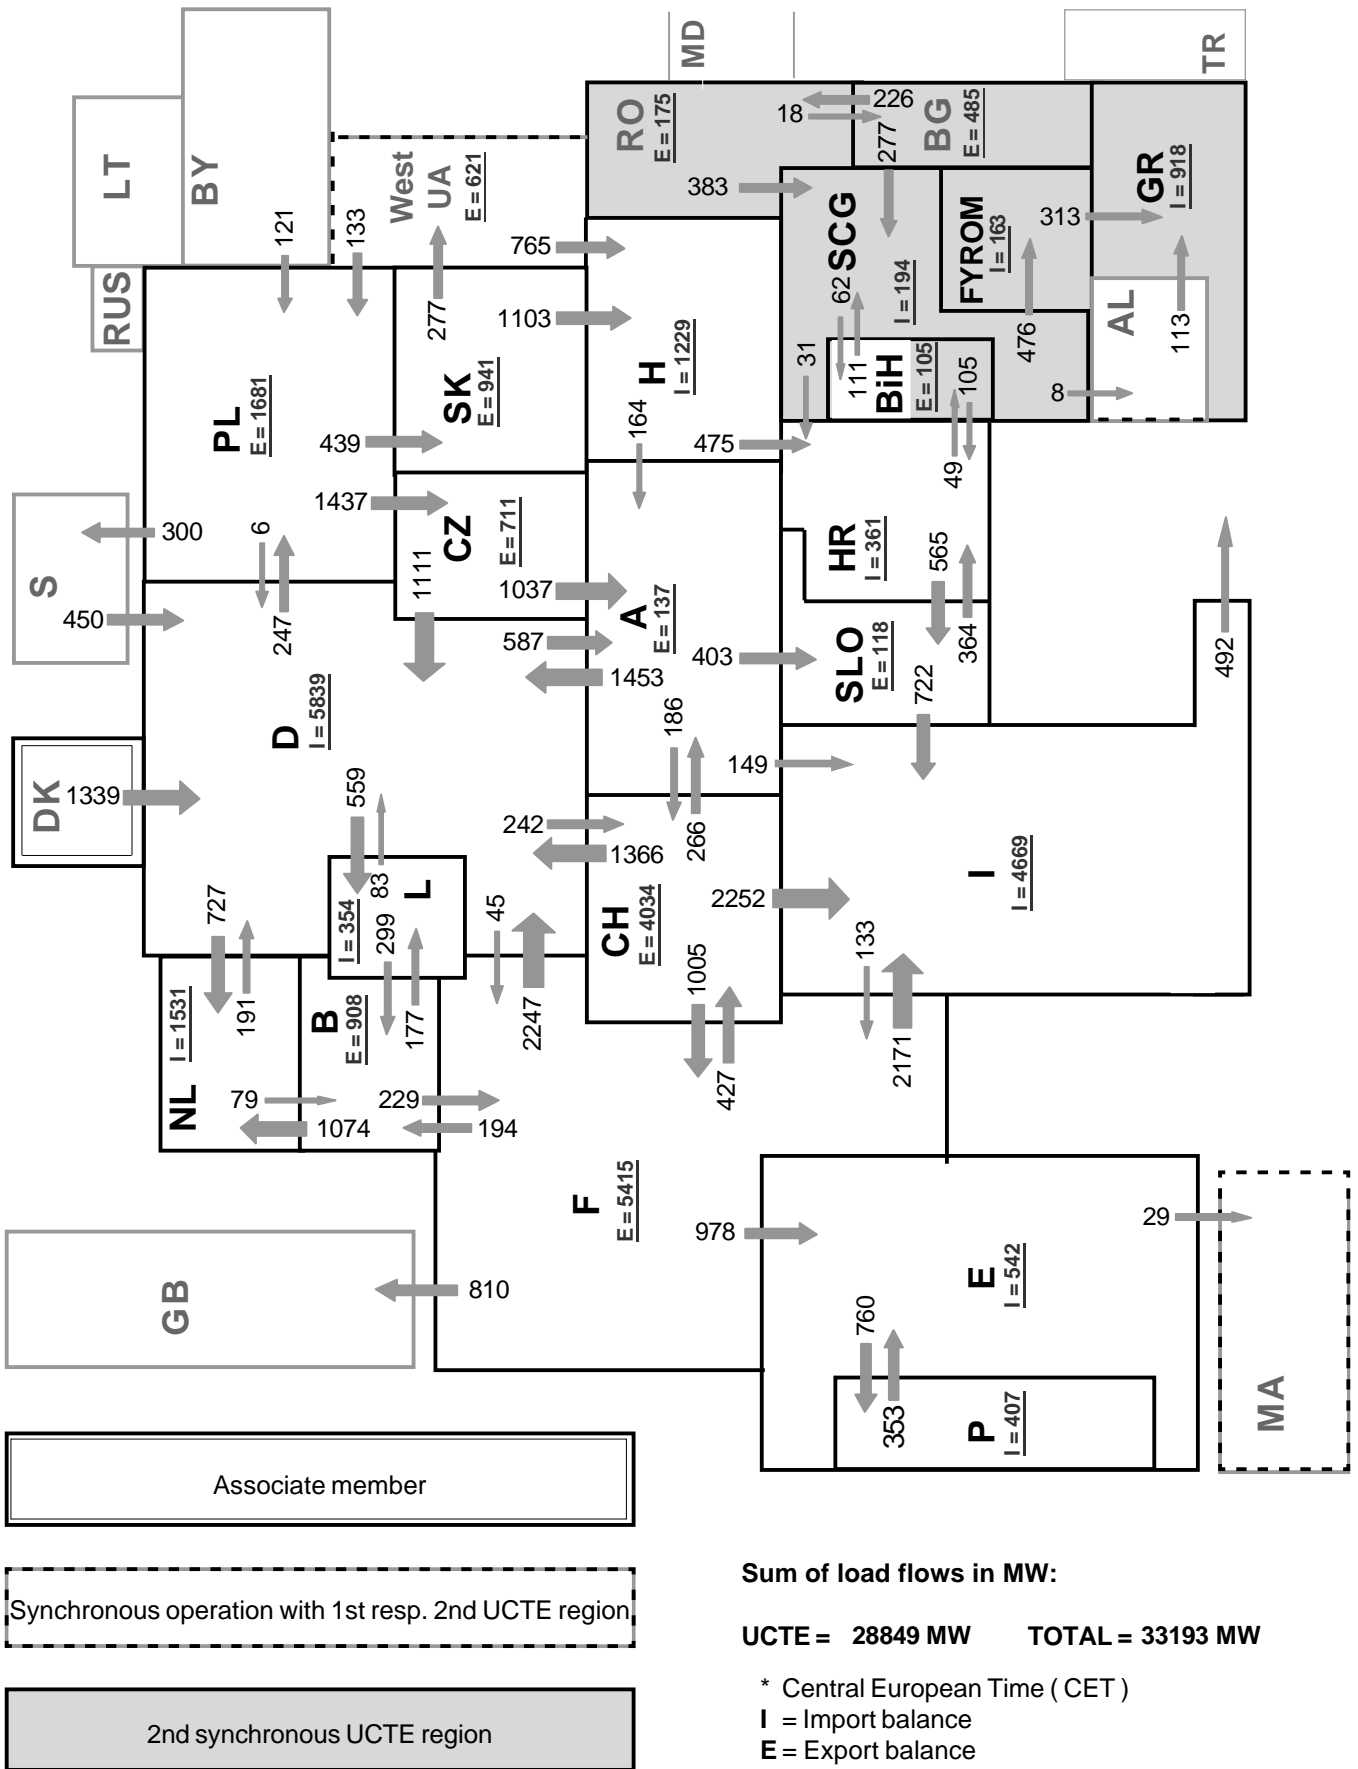 MD
TR
LT
BY
RUS
West
UA
E = 621
RO
E = 175
18
226
BG
E = 485
277
383
GR
I = 918
313
SCG
I = 194
FYROM
I = 163
476
AL
113
8
62
111
BiH
E = 105
105
31
49
121
133
277
765
1103
PL
E = 1681
SK
E = 941
H
I = 1229
439
164
475
1437
CZ
E = 711
1111
1037
300
S
450
6
247
587
1453
A
E = 137
403
HR
I = 361
565
364
SLO
E = 118
722
492
D
I = 5839
186
149
266
DK
1339
559
83
242
1366
CH
E = 4034
2252
I
I = 4669
L
I = 354
299
177
727
191
45
2247
1005
427
133
2171
NL
I = 1531
B
E = 908
79
1074
229
194
F
E = 5415
978
GB
810
E
I = 542
29
760
353
P
I = 407
MA
Associate member
Synchronous operation with 1st resp. 2nd UCTE region
2nd synchronous UCTE region
Sum of load flows in MW:
UCTE = 28849 MW TOTAL = 33193 MW
* Central European Time ( CET )
I = Import balance
E = Export balance